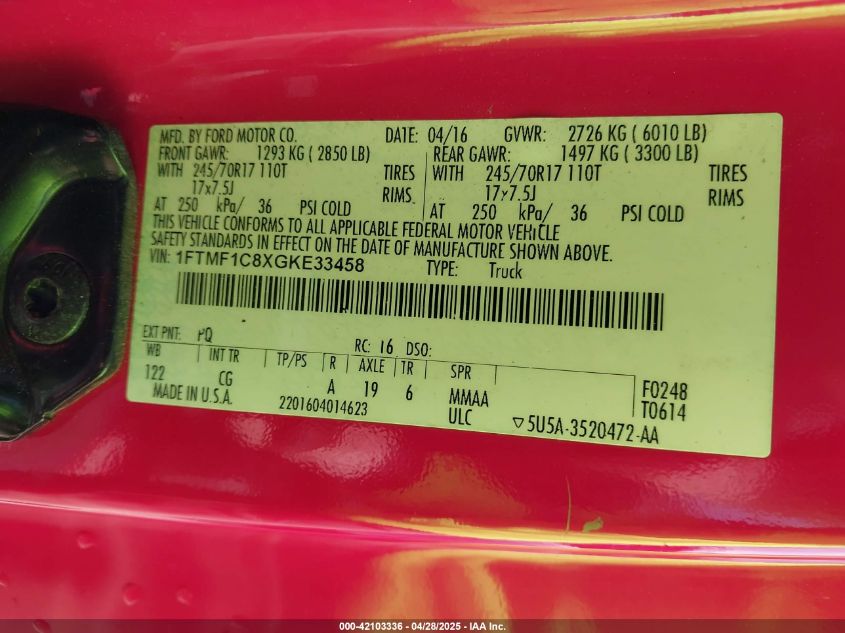 MFD. BY FORD MOTOR CO. DATE: 04/16 GVWR: 2726 KG ( 6010 LB)
FRONT GAWR: 1293 KG ( 2850 LB) REAR GAWR: 1497 KG ( 3300 LB)
WITH 245/70R17 110T TIRES WITH 245/70R17 110T TIRES
17x7.5J RIMS 17x7.5J RIMS
AT 250 kPa/ 36 PSI COLD AT 250 kPa/ 36 PSI COLD
THIS VEHICLE CONFORMS TO ALL APPLICABLE FEDERAL MOTOR VEHICLE
SAFETY STANDARDS IN EFFECT ON THE DATE OF MANUFACTURE SHOWN ABOVE.
VIN: 1FTMF1C8XGKE33458 TYPE: Truck
EXT PNT: PQ RC: 16 DSO:
WB INT TR TP/PS R AXLE TR SPR
122 CG A 19 6 MMAA F0248
MADE IN U.S.A. 2201604014623 ULC T0614
▽5U5A-3520472-AA
000-42103336 - 04/28/2025 - IAA Inc.